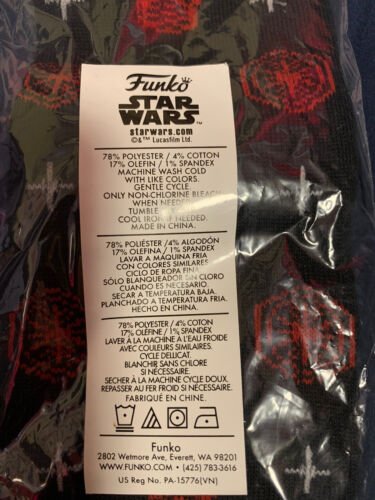 Funko
STAR
WARS
starwars.com
©& ™ Lucasfilm Ltd.
78% POLYESTER / 4% COTTON
17% OLEFIN / 1% SPANDEX
MACHINE WASH COLD
WITH LIKE COLORS.
GENTLE CYCLE.
ONLY NON-CHLORINE BLEACH
WHEN NEEDED.
TUMBLE
COOL IRON IF NEEDED.
MADE IN CHINA.
78% POLIÉSTER / 4% ALGODÓN
17% OLEFINA / 1% SPANDEX
LAVAR A MÁQUINA FRIA
CON COLORES SIMILARES
CICLO DE ROPA FINA
SÓLO BLANQUEADOR SIN CLORO
CUANDO ES NECESARIO.
SECAR A TEMPERATURA BAJA.
PLANCHADO A TEMPERATURA FRIA.
HECHO EN CHINA.
78% POLYESTER / 4% COTTON
17% OLÉFINE / 1% SPANDEX
LAVER À LA MACHINE A L'EAU FROIDE
AVEC COULEURS SIMILAIRES
CYCLE DELLICAT.
BLANCHIR SANS CHLORE
SI NÉCESSAIRE.
SÉCHER À LA MACHINE CYCLE DOUX.
REPASSER AU FER FROID SI NÉCESSAIRE.
FABRIQUÉ EN CHINE.
Funko
2802 Wetmore Ave, Everett, WA 98201
WWW.FUNKO.COM • (425) 783-3616
US Reg No. PA-15776(VN)